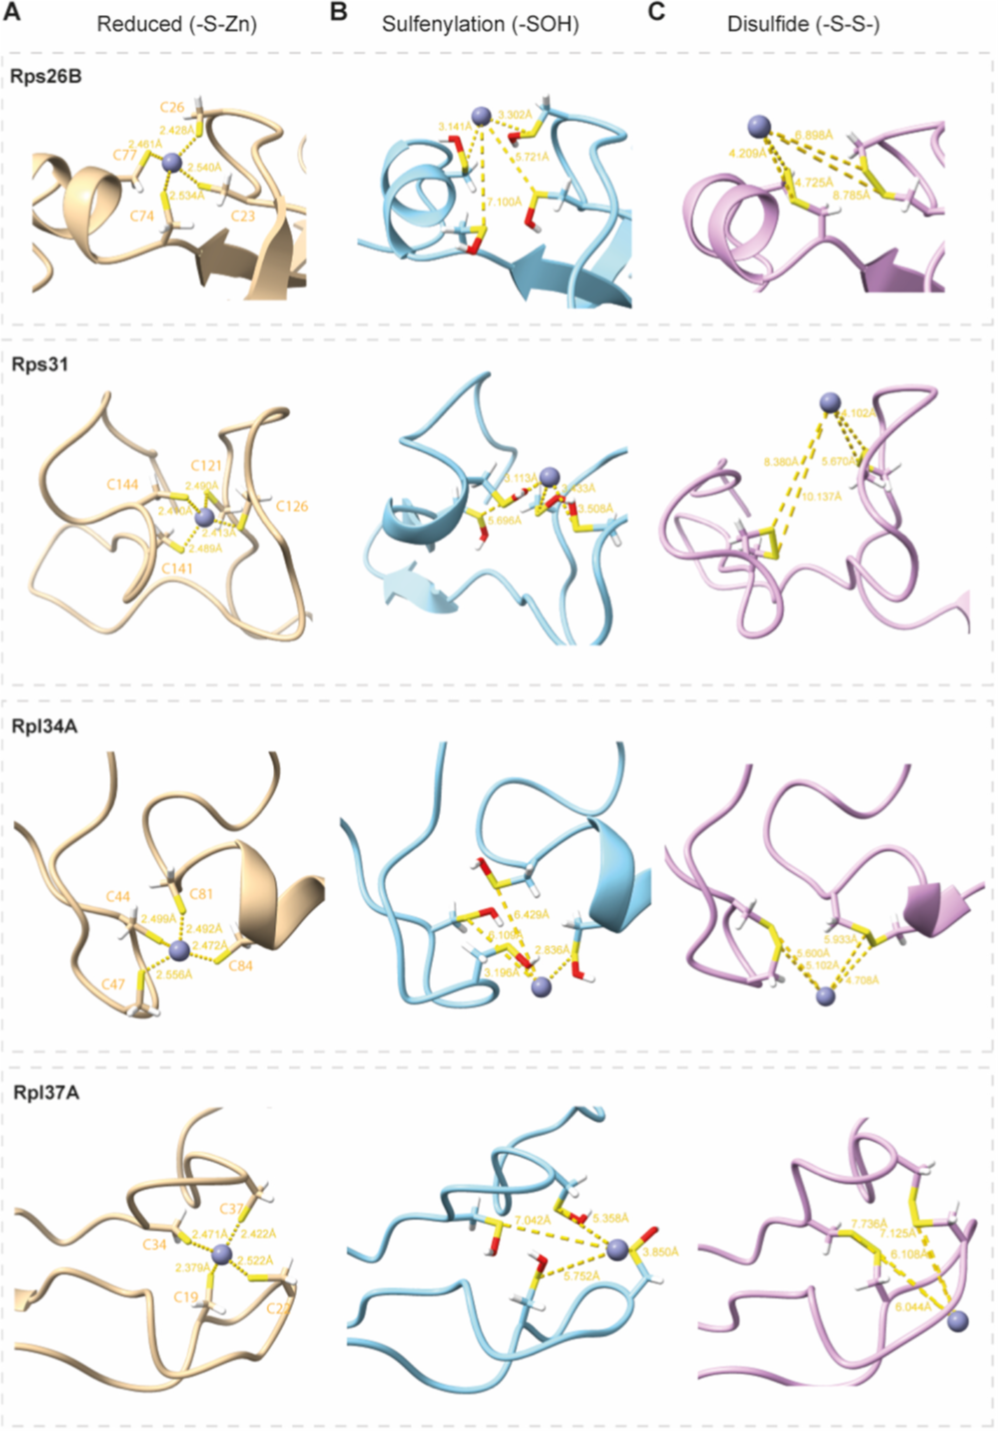 A Reduced (-S-Zn) B Sulfenylation (-SOH) C Disulfide (-S-S-)
Rps26B
C26
2.428Å
2.461Å
C77
2.540Å
2.534Å
C74
C23
3.302Å
3.141Å
5.721Å
7.100Å
6.898Å
4.209Å
4.725Å
8.785Å
Rps31
C121
C144
2.490Å
C126
2.413Å
2.489Å
C141
3.113Å
3.508Å
5.696Å
4.102Å
8.380Å
5.670Å
10.137Å
Rpl34A
C44
C81
2.499Å
2.492Å
2.472Å
C84
2.556Å
C47
6.429Å
2.836Å
3.196Å
5.933Å
5.600Å
5.102Å
4.708Å
Rpl37A
C37
2.471Å
2.422Å
C34
2.522Å
2.379Å
C19
7.042Å
5.358Å
3.850Å
5.752Å
7.736Å
7.125Å
6.108Å
6.044Å